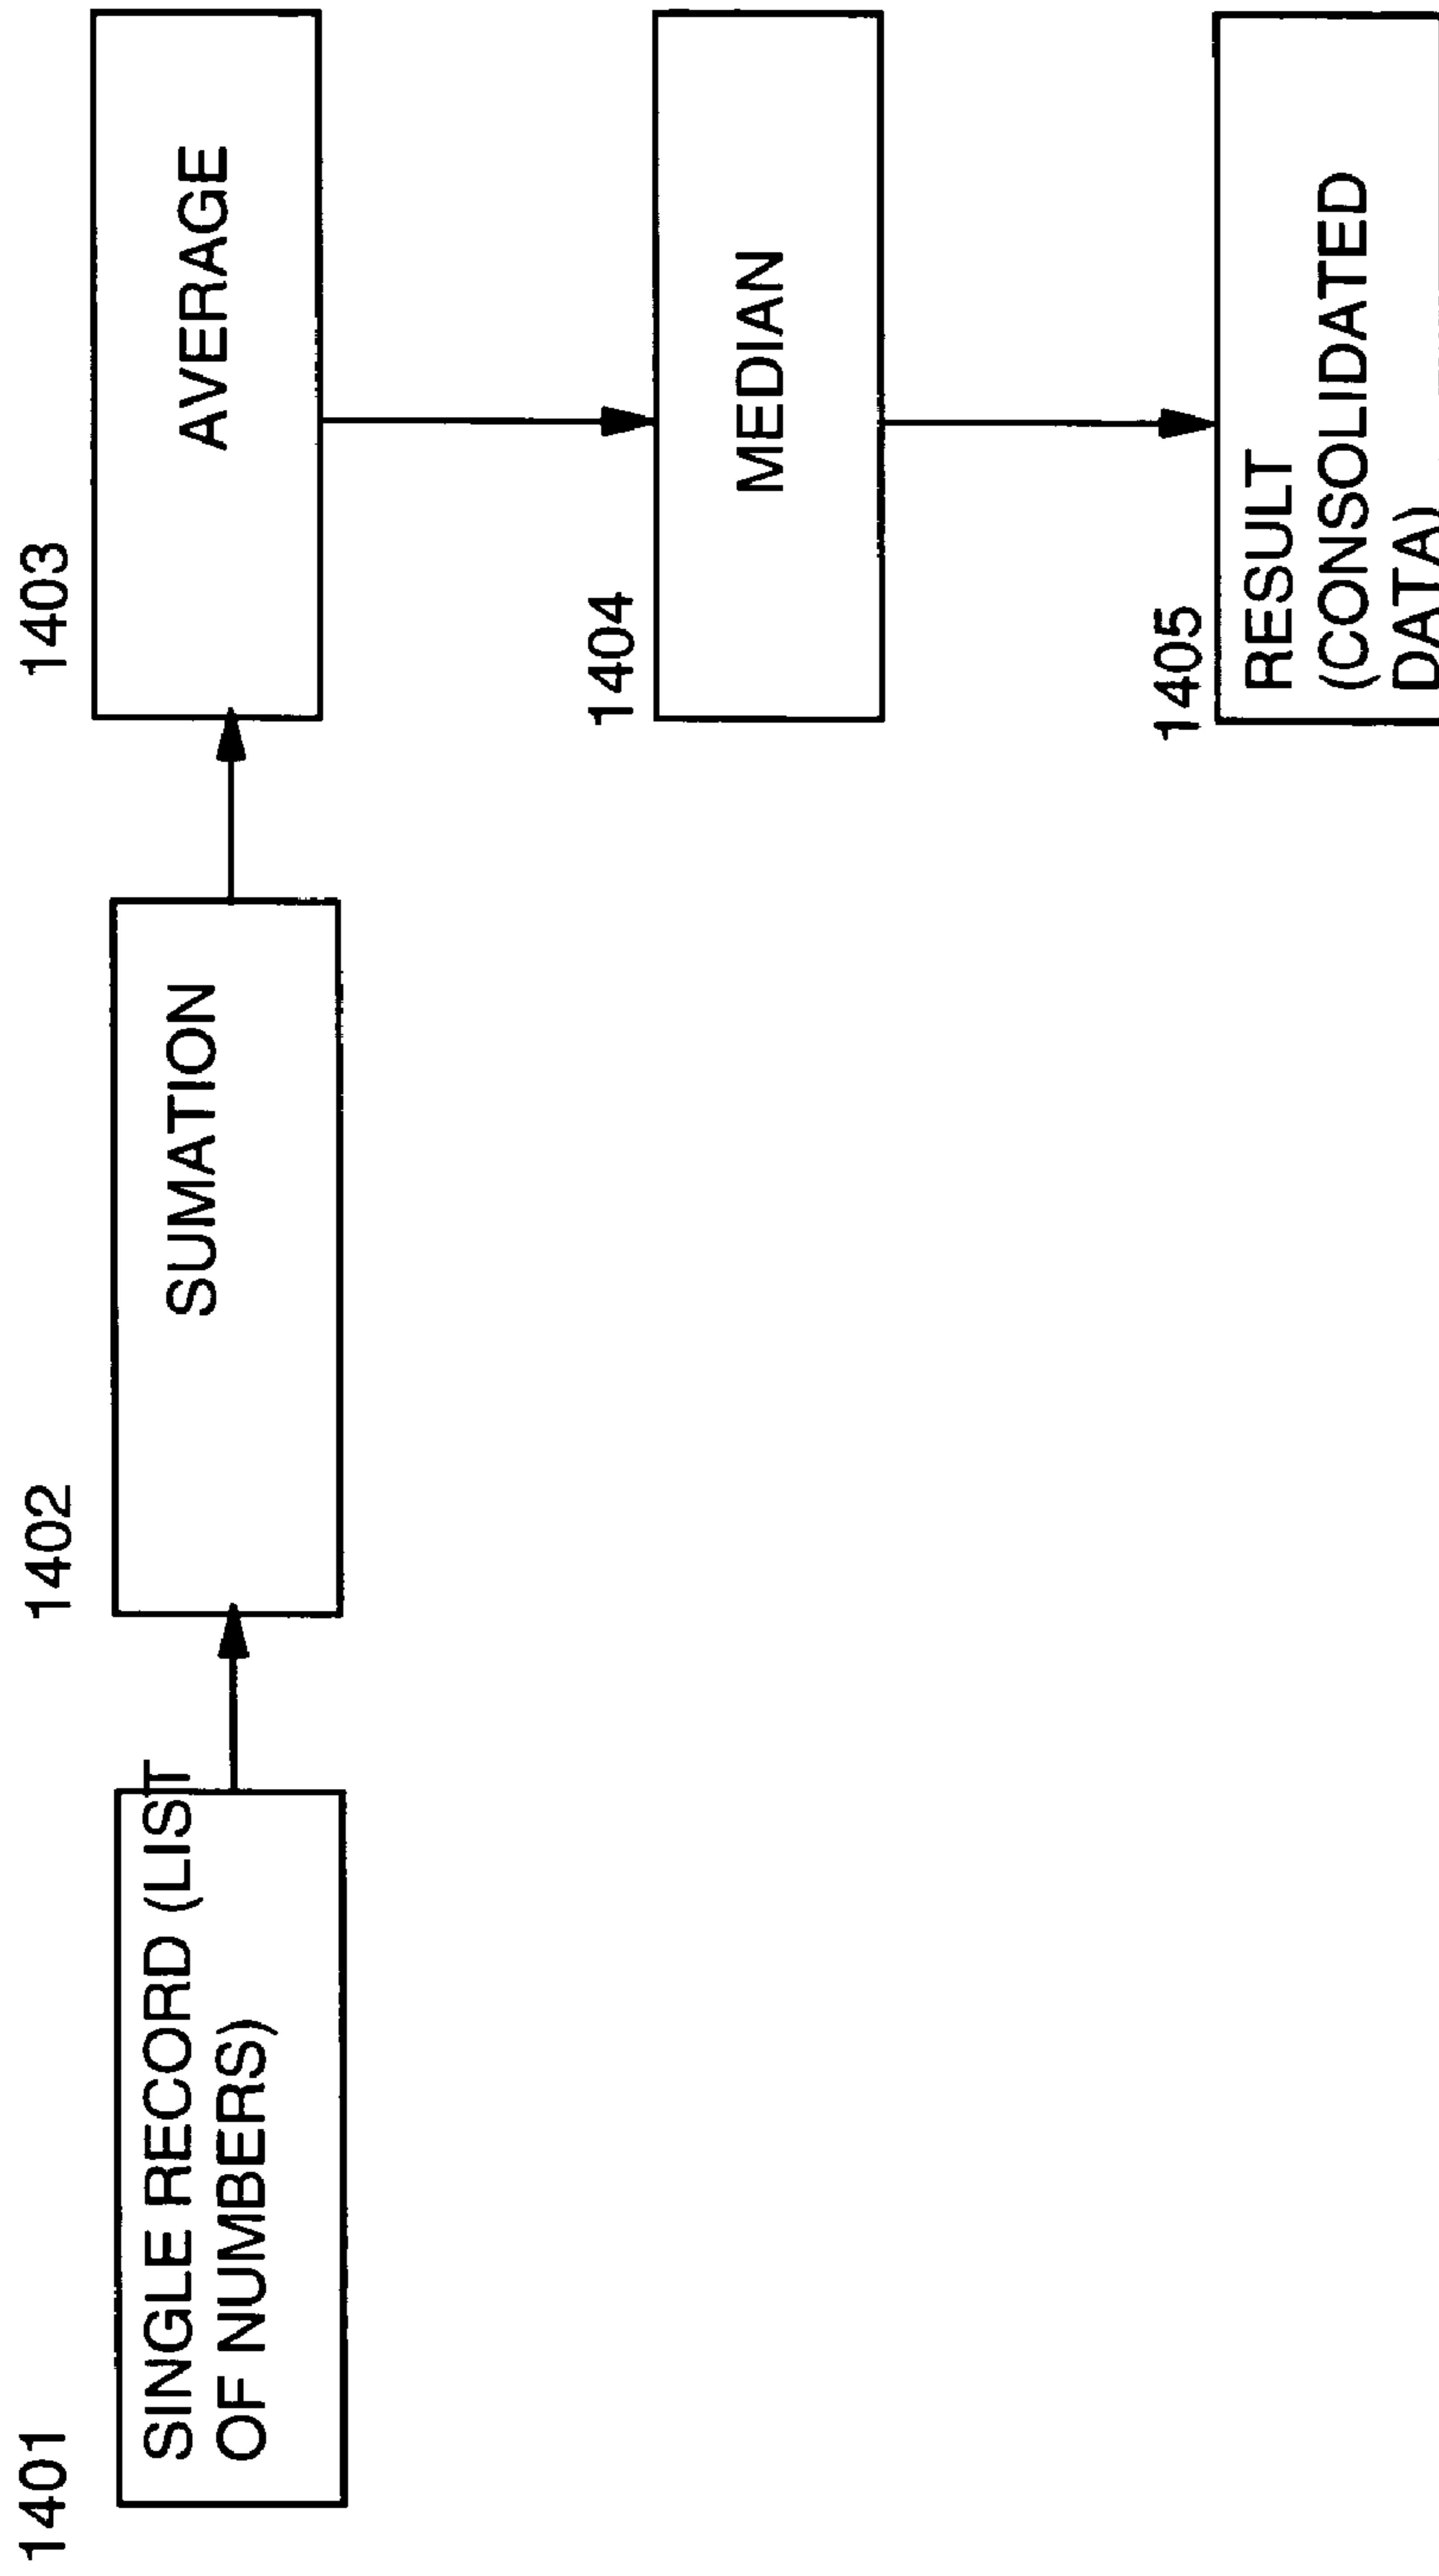 1401
SINGLE RECORD (LIST
OF NUMBERS)
1402
SUMATION
1403
AVERAGE
1404
MEDIAN
1405
RESULT
(CONSOLIDATED
DATA)